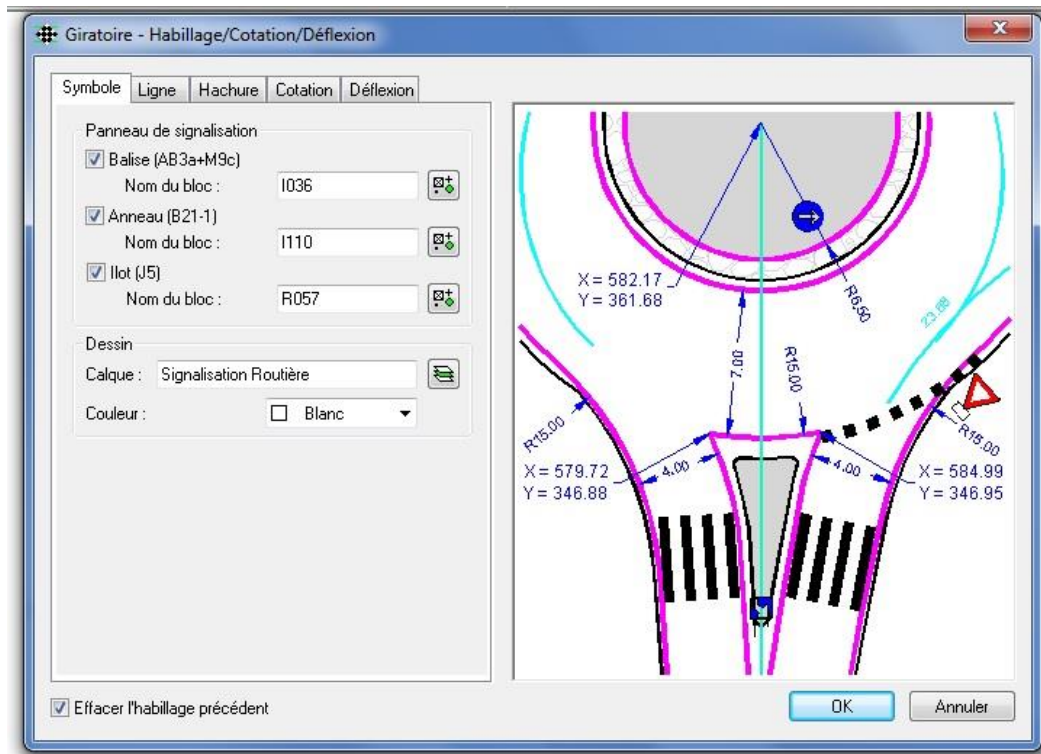 Giratoire - Habillage/Cotation/Déflexion
Symbole Ligne Hachure Cotation Déflexion
Panneau de signalisation
Balise (AB3a+M9c)
Nom du bloc : I036
Anneau (B21-1)
Nom du bloc : I110
Ilot (J5)
Nom du bloc : R057
Dessin
Calque : Signalisation Routière
Couleur : Blanc
X = 582.17
Y = 361.68
R6.50
23.88
7.00
R15.00
R15.00
R15.00
X = 579.72
Y = 346.88
4.00
4.00
X = 584.99
Y = 346.95
Effacer l'habillage précédent
OK Annuler